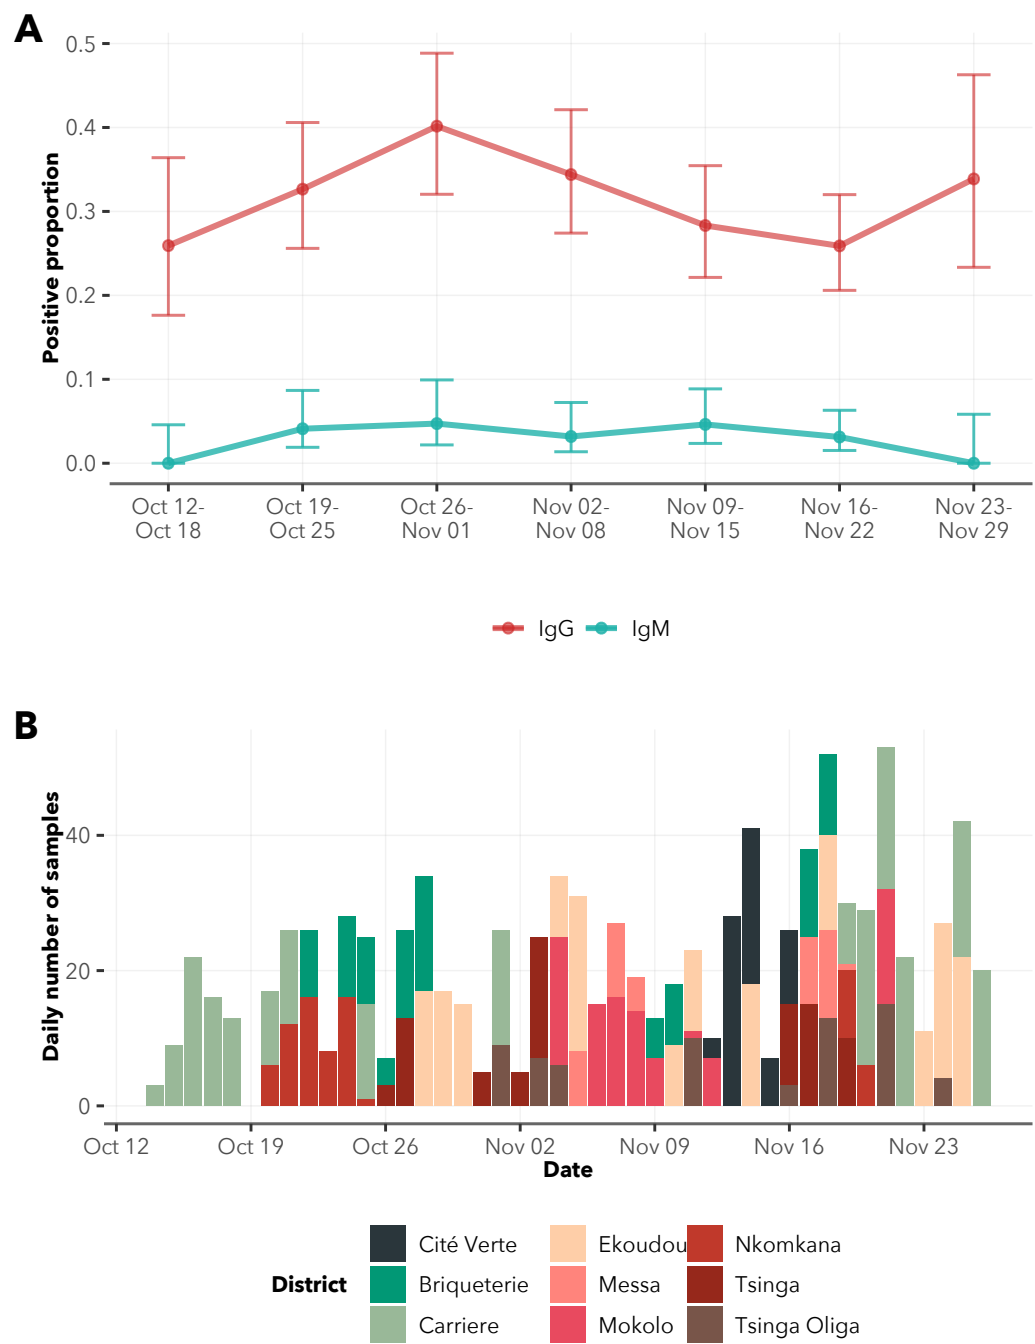 A
Positive proportion
0.5
0.4
0.3
0.2
0.1
0.0
Oct 12-
Oct 18
Oct 19-
Oct 25
Oct 26-
Nov 01
Nov 02-
Nov 08
Nov 09-
Nov 15
Nov 16-
Nov 22
Nov 23-
Nov 29
IgG
IgM
B
Daily number of samples
40
20
0
Oct 12
Oct 19
Oct 26
Nov 02
Nov 09
Nov 16
Nov 23
Date
District
Cité Verte
Briqueterie
Carriere
Ekoudou
Messa
Mokolo
Nkomkana
Tsinga
Tsinga Oliga